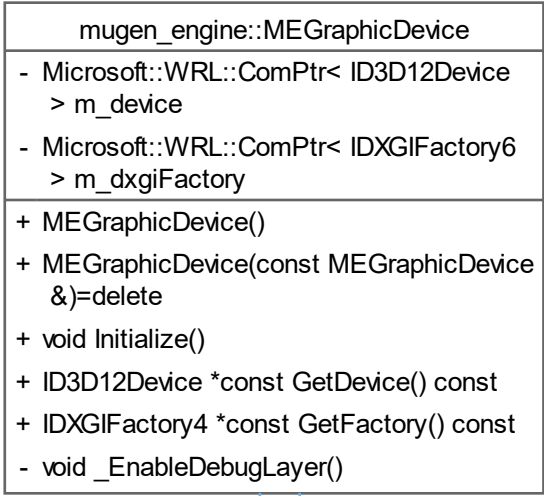 mugen_engine::MEGraphicDevice
- Microsoft::WRL::ComPtr< ID3D12Device
> m_device
- Microsoft::WRL::ComPtr< IDXGIFactory6
> m_dxgiFactory
+ MEGraphicDevice()
+ MEGraphicDevice(const MEGraphicDevice
&)=delete
+ void Initialize()
+ ID3D12Device *const GetDevice() const
+ IDXGIFactory4 *const GetFactory() const
- void _EnableDebugLayer()